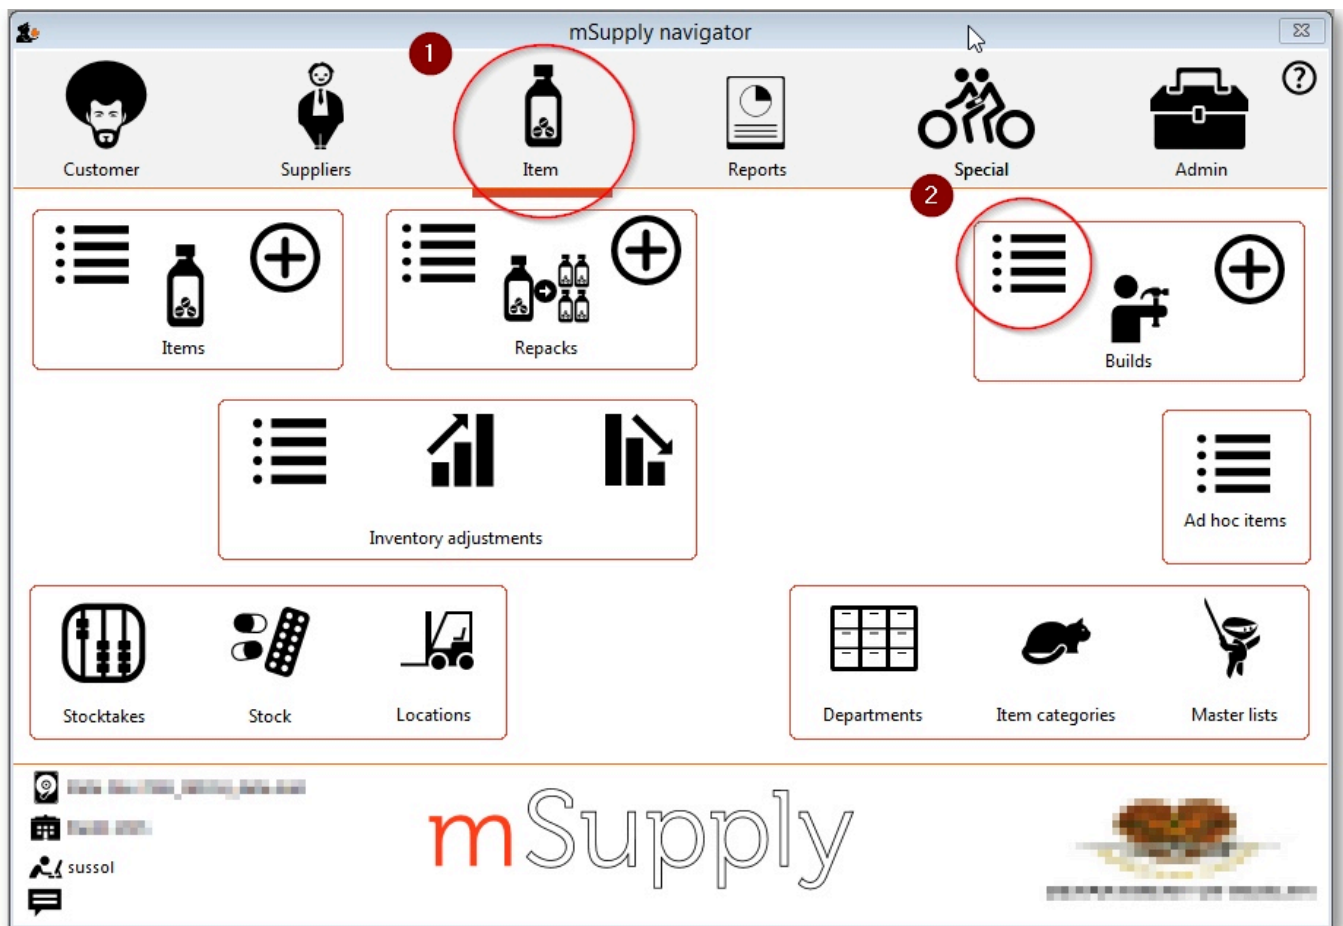 mSupply navigator
1
Customer
Suppliers
Item
Reports
Special
Admin
?
2
Items
Repacks
Builds
Inventory adjustments
Ad hoc items
Stocktakes
Stock
Locations
Departments
Item categories
Master lists
sussol
mSupply